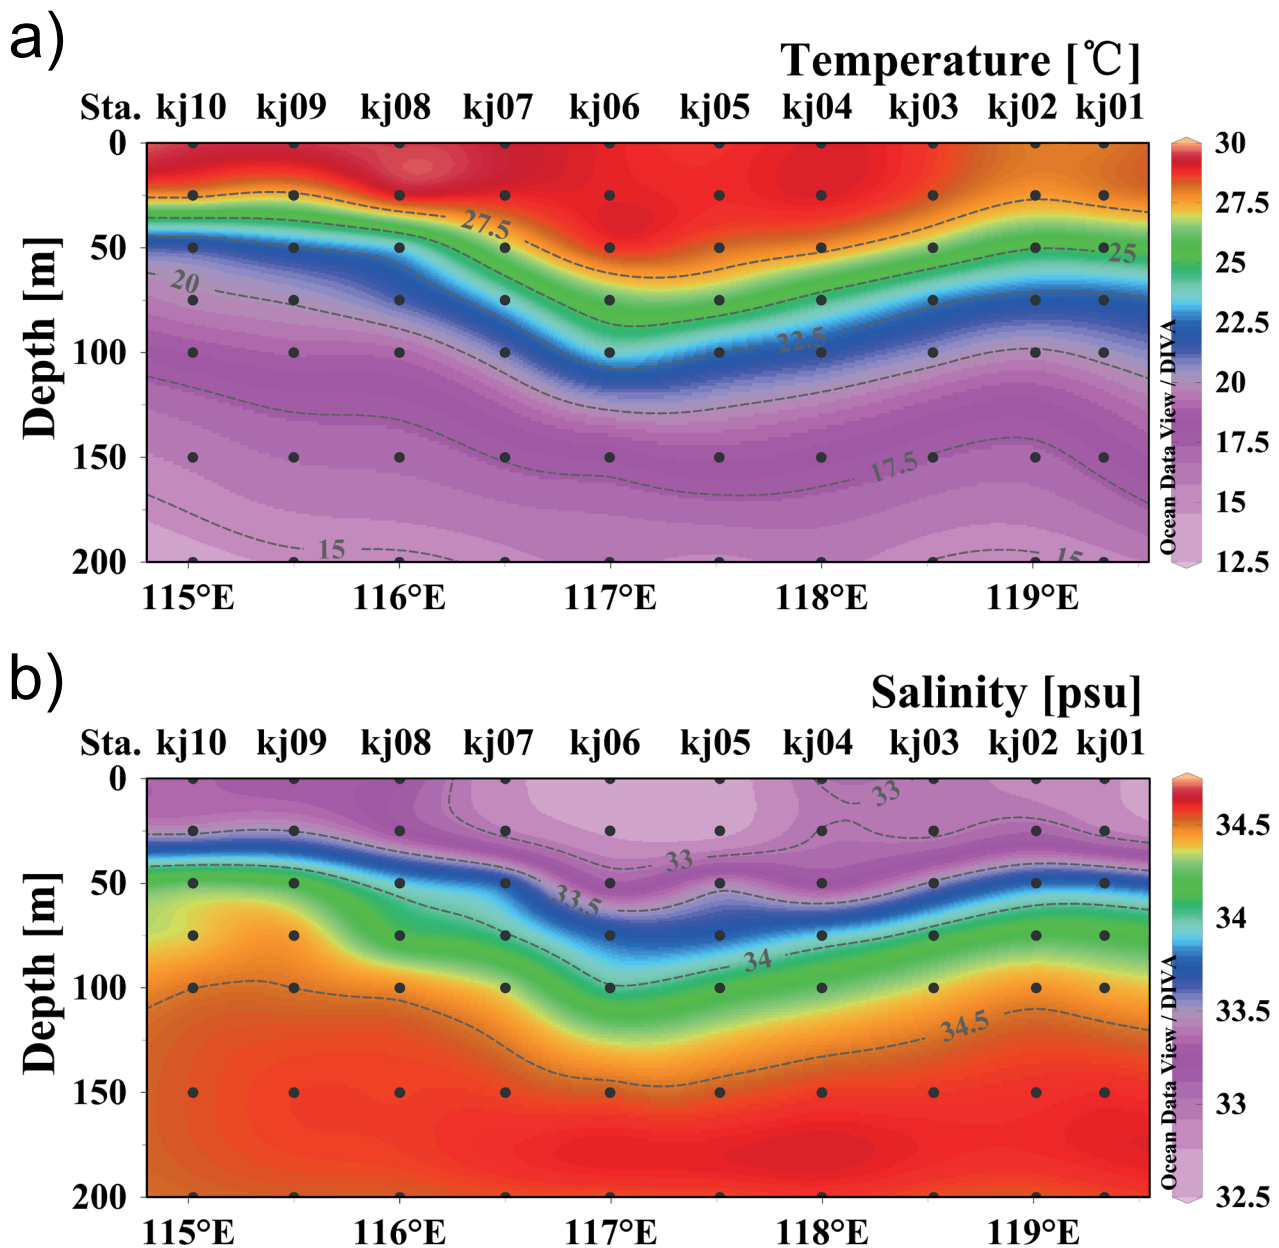 a)
Temperature [℃]
Sta. kj10 kj09 kj08 kj07 kj06 kj05 kj04 kj03 kj02 kj01
0
50
100
150
200
Depth [m]
27.5
25
20
22.5
17.5
15
15
115°E 116°E 117°E 118°E 119°E
30
27.5
25
22.5
20
17.5
15
12.5
Ocean Data View / DIVA
b)
Salinity [psu]
Sta. kj10 kj09 kj08 kj07 kj06 kj05 kj04 kj03 kj02 kj01
0
50
100
150
200
Depth [m]
33
33
33.5
34
34.5
115°E 116°E 117°E 118°E 119°E
34.5
34
33.5
33
32.5
Ocean Data View / DIVA